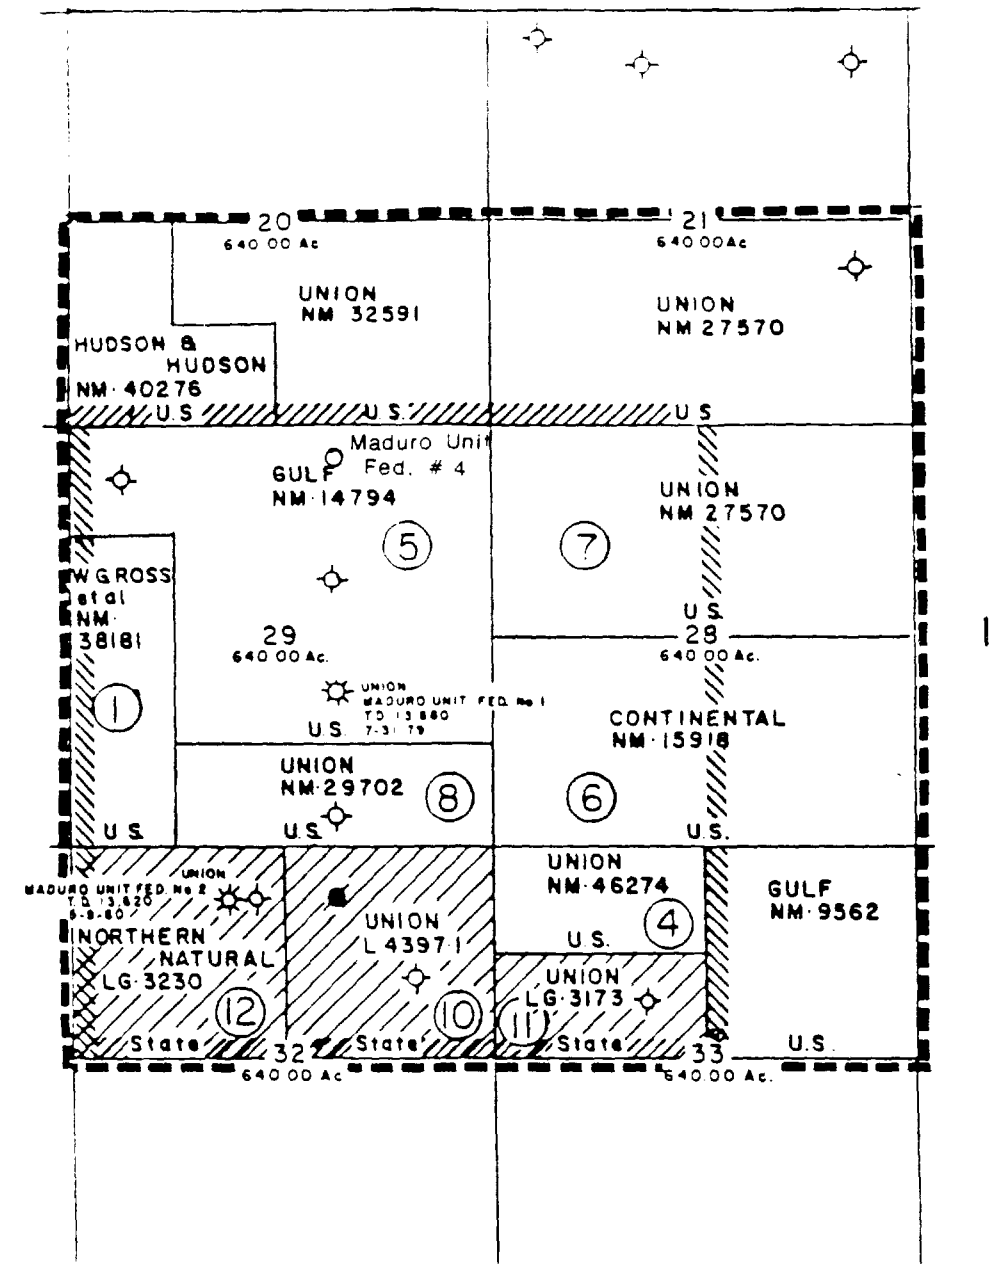 20
640 00 Ac
21
640 00 Ac
UNION
NM 32591
UNION
NM 27570
HUDSON &
HUDSON
NM· 40276
U.S
U.S.
U S
Maduro Unit
Fed. # 4
GULF
NM·14794
UNION
NM 27570
5
7
W G ROSS
et al
NM·
38181
U S.
29
640 00 Ac.
28
640 00 Ac.
1
UNION
MADURO UNIT FED. No 1
7-31-79
U.S.
CONTINENTAL
NM·15918
UNION
NM·29702
8
6
U.S.
U.S.
U.S.
UNION
MADURO UNIT FED. No 2
UNION
NM·46274
4
U.S.
GULF
NM·9562
NORTHERN
NATURAL
LG·3230
12
UNION
L 4397·1
10
UNION
LG·3173
11
State
32
640 00 Ac
State
State
33
640.00 Ac.
U.S.